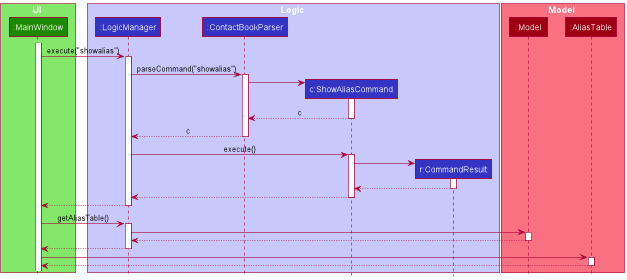 UI
Logic
Model
:MainWindow
:LogicManager
:ContactBookParser
:Model
:AliasTable
execute("showalias")
parseCommand("showalias")
c:ShowAliasCommand
c
c
execute()
r:CommandResult
getAliasTable()